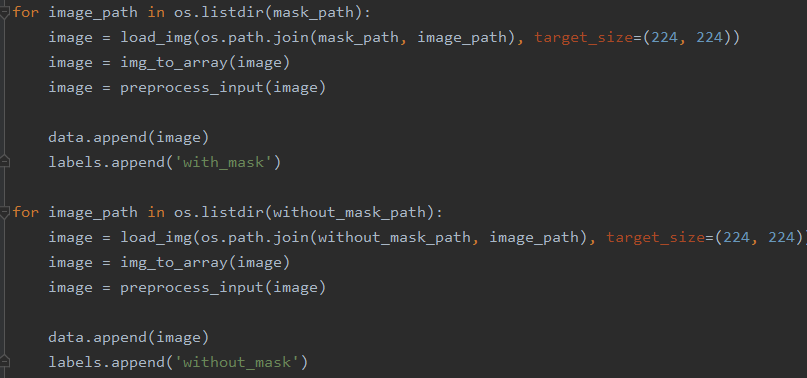 for image_path in os.listdir(mask_path):
    image = load_img(os.path.join(mask_path, image_path), target_size=(224, 224))
    image = img_to_array(image)
    image = preprocess_input(image)

    data.append(image)
    labels.append('with_mask')

for image_path in os.listdir(without_mask_path):
    image = load_img(os.path.join(without_mask_path, image_path), target_size=(224, 224)
    image = img_to_array(image)
    image = preprocess_input(image)

    data.append(image)
    labels.append('without_mask')